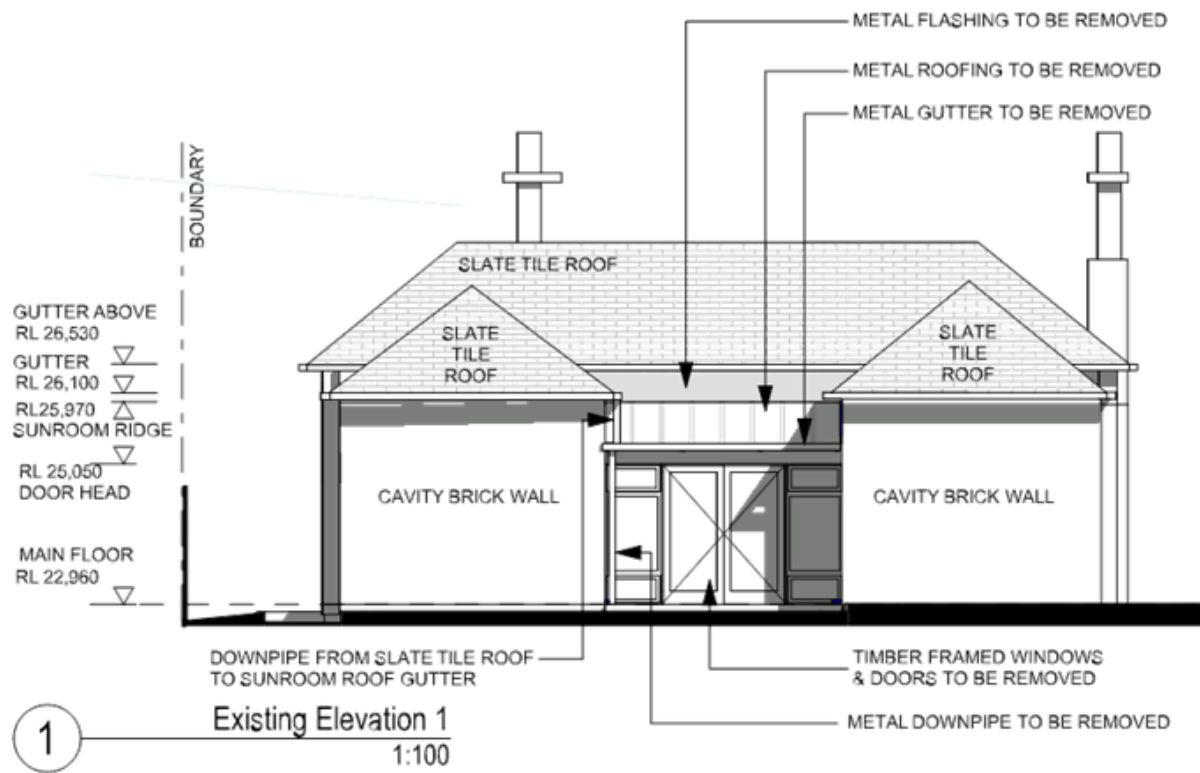 METAL FLASHING TO BE REMOVED
METAL ROOFING TO BE REMOVED
METAL GUTTER TO BE REMOVED
BOUNDARY
SLATE TILE ROOF
GUTTER ABOVE
RL 26,530
SLATE
TILE
ROOF
SLATE
TILE
ROOF
GUTTER
RL 26,100
RL25,970
SUNROOM RIDGE
RL 25,050
DOOR HEAD
CAVITY BRICK WALL
CAVITY BRICK WALL
MAIN FLOOR
RL 22,960
DOWNPIPE FROM SLATE TILE ROOF
TO SUNROOM ROOF GUTTER
TIMBER FRAMED WINDOWS
& DOORS TO BE REMOVED
METAL DOWNPIPE TO BE REMOVED
1
Existing Elevation 1
1:100